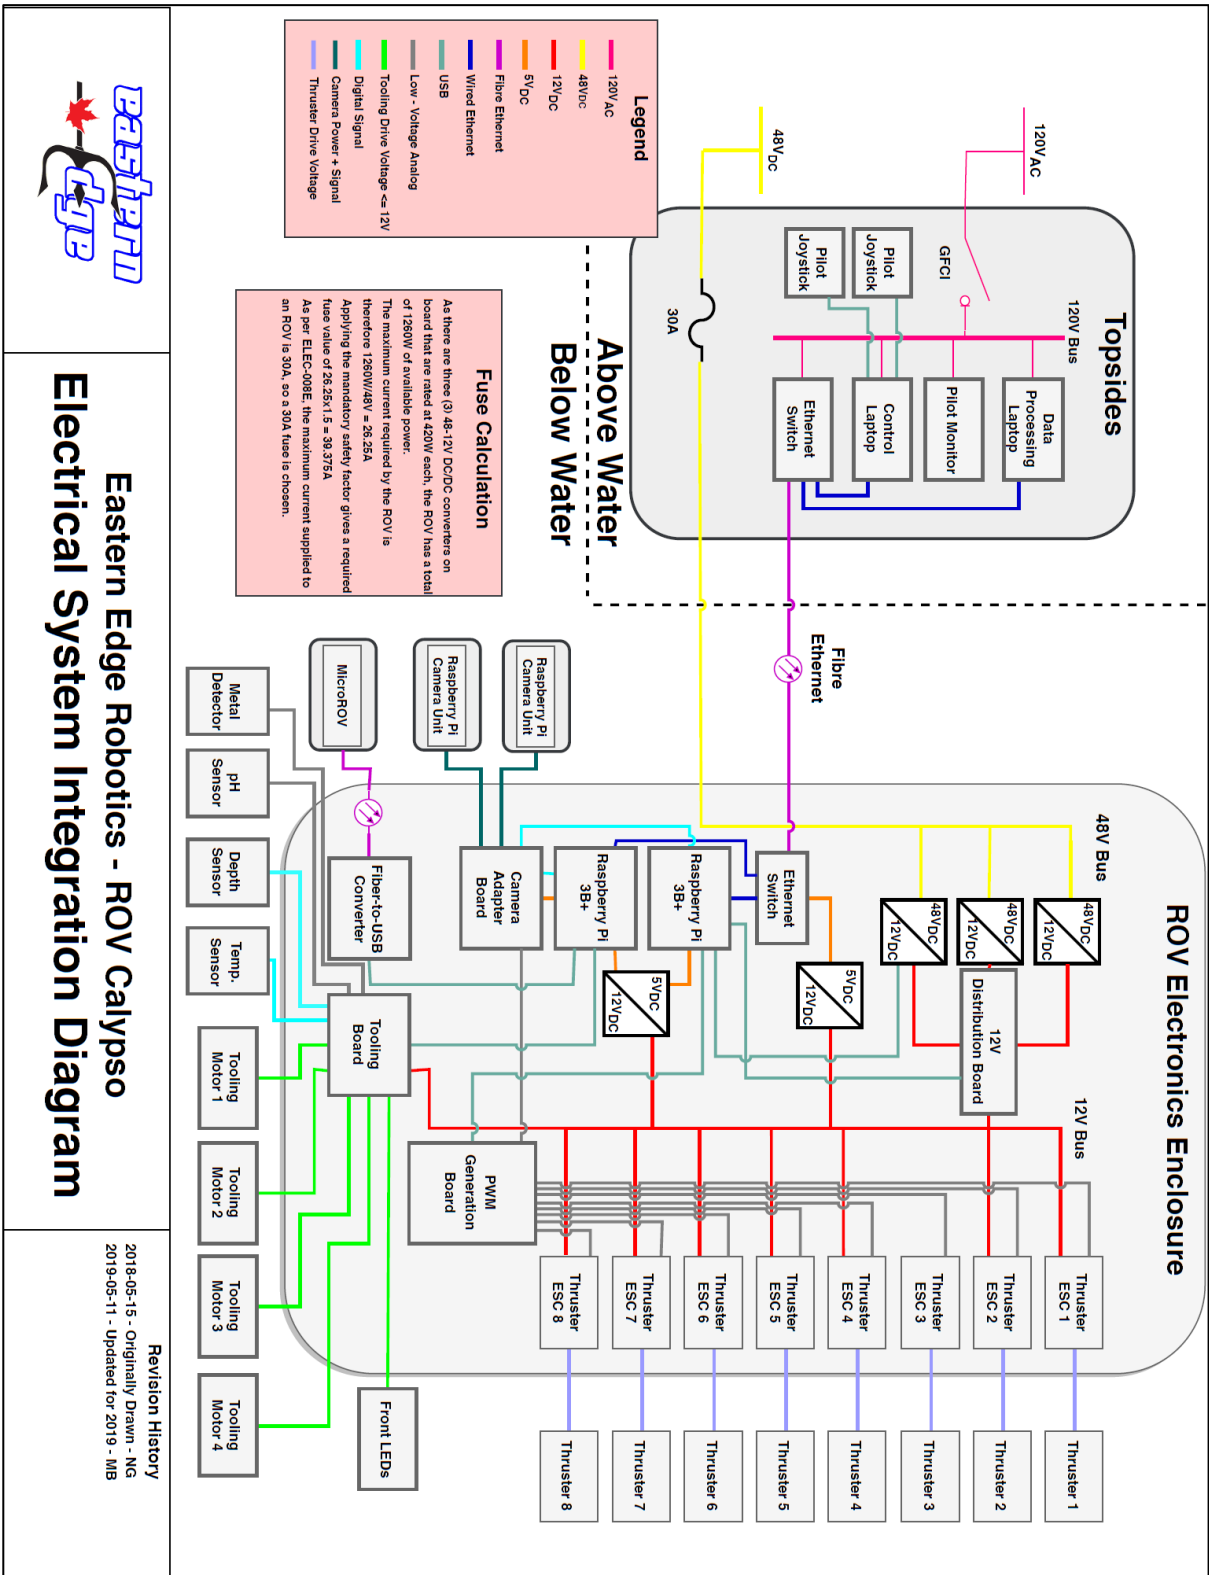 Topsides
120VAC
GFCI
120V Bus
Data
Processing
Laptop
Pilot Monitor
Pilot
Joystick
Control
Laptop
Pilot
Joystick
Ethernet
Switch
48VDC
30A
Above Water
Below Water
Fibre
Ethernet
Legend
120VAC
48VDC
12VDC
5VDC
Fibre Ethernet
Wired Ethernet
USB
Low - Voltage Analog
Tooling Drive Voltage <= 12V
Digital Signal
Camera Power + Signal
Thruster Drive Voltage
Fuse Calculation
As there are three (3) 48-12V DC/DC converters on
board that are rated at 420W each, the ROV has a total
of 1260W of available power.
The maximum current required by the ROV is
therefore 1260W/48V = 26.25A
Applying the mandatory safety factor gives a required
fuse value of 26.25x1.5 = 39.375A
As per ELEC-008E, the maximum current supplied to
an ROV is 30A, so a 30A fuse is chosen.
ROV Electronics Enclosure
48V Bus
48VDC
12VDC
48VDC
12VDC
48VDC
12VDC
12V
Distribution Board
12V Bus
Ethernet
Switch
5VDC
12VDC
Raspberry Pi
3B+
Raspberry Pi
3B+
5VDC
12VDC
Camera
Adapter
Board
Fiber-to-USB
Converter
Tooling
Board
PWM
Generation
Board
Thruster
ESC 1
Thruster
ESC 2
Thruster
ESC 3
Thruster
ESC 4
Thruster
ESC 5
Thruster
ESC 6
Thruster
ESC 7
Thruster
ESC 8
Thruster 1
Thruster 2
Thruster 3
Thruster 4
Thruster 5
Thruster 6
Thruster 7
Thruster 8
Raspberry Pi
Camera Unit
Raspberry Pi
Camera Unit
MicroROV
Metal
Detector
pH
Sensor
Depth
Sensor
Temp.
Sensor
Tooling
Motor 1
Tooling
Motor 2
Tooling
Motor 3
Tooling
Motor 4
Front LEDs
eastern
Edge
Eastern Edge Robotics - ROV Calypso
Electrical System Integration Diagram
Revision History
2018-05-15 - Originally Drawn - NG
2019-05-11 - Updated for 2019 - MB